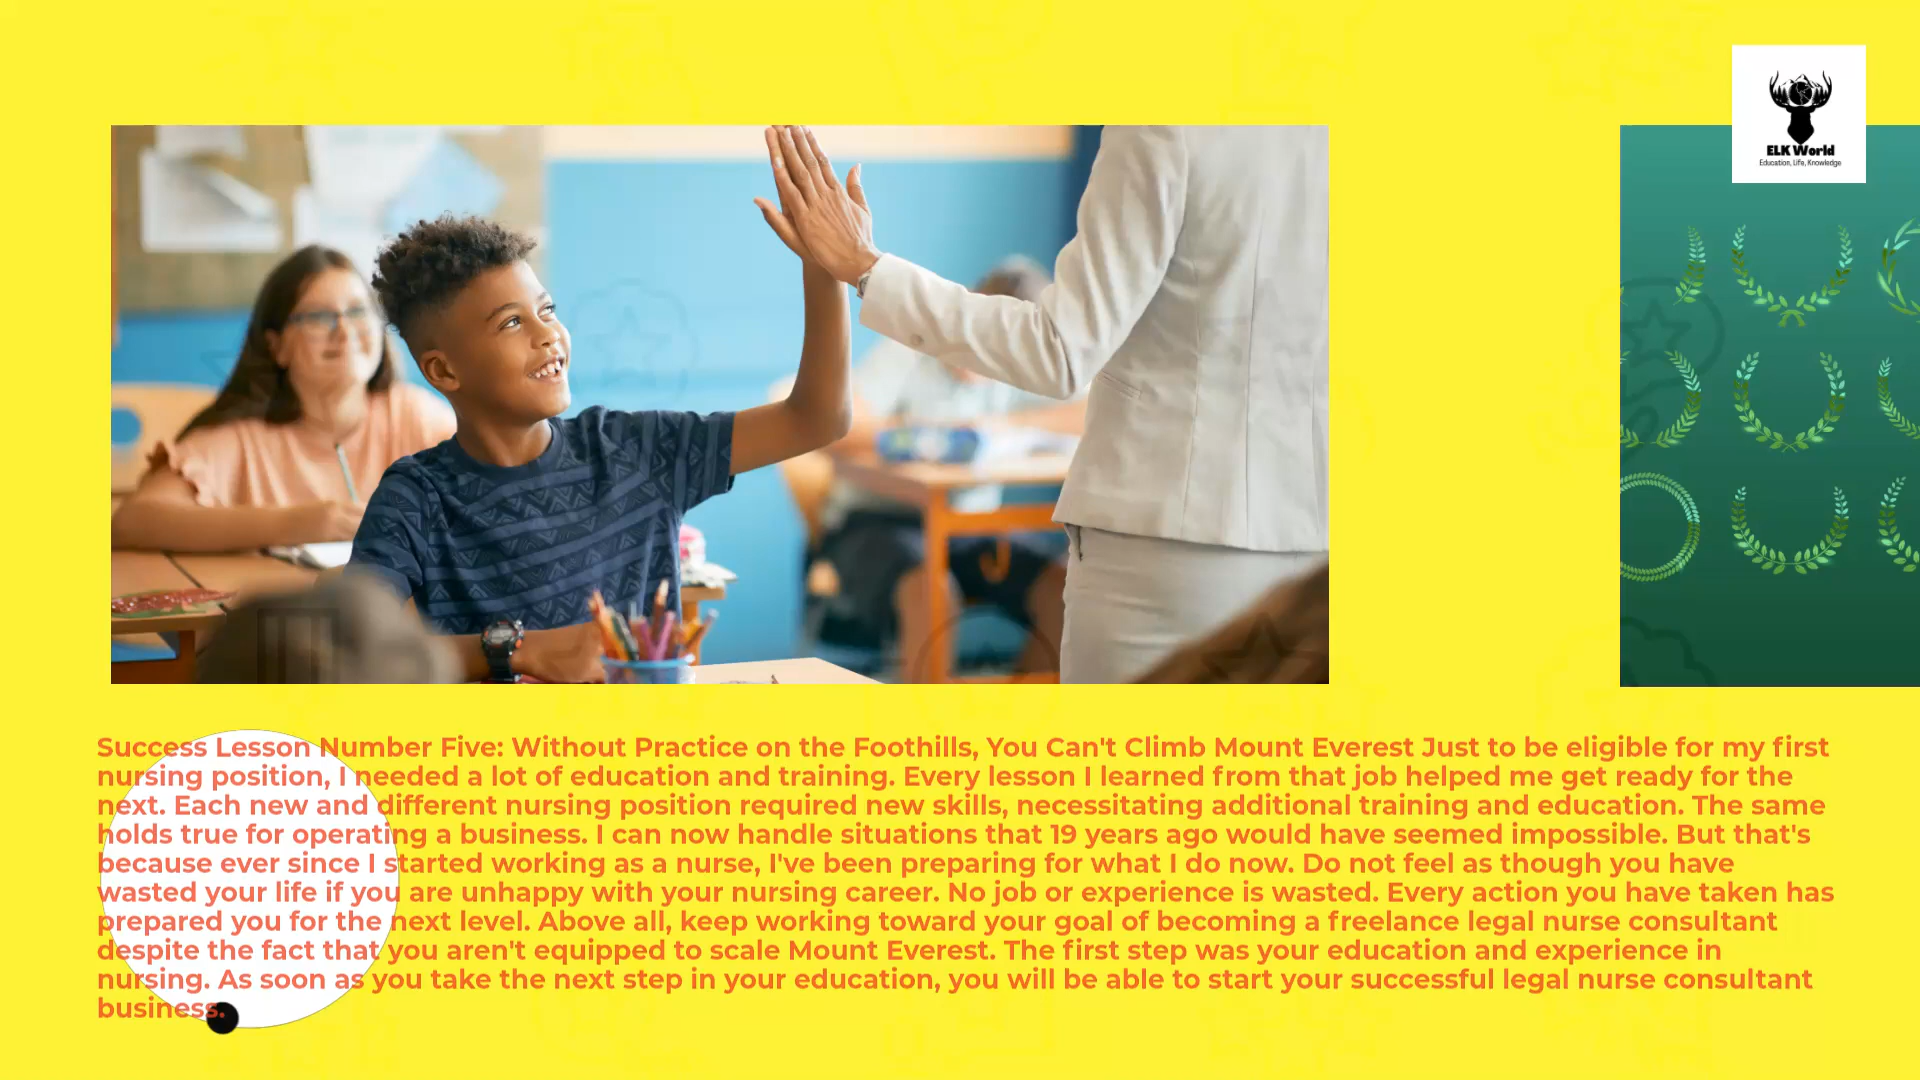 ELK World
Education, Life, Knowledge
Success Lesson Number Five: Without Practice on the Foothills, You Can't Climb Mount Everest Just to be eligible for my first
nursing position, I needed a lot of education and training. Every lesson I learned from that job helped me get ready for the
next. Each new and different nursing position required new skills, necessitating additional training and education. The same
holds true for operating a business. I can now handle situations that 19 years ago would have seemed impossible. But that's
because ever since I started working as a nurse, I've been preparing for what I do now. Do not feel as though you have
wasted your life if you are unhappy with your nursing career. No job or experience is wasted. Every action you have taken has
prepared you for the next level. Above all, keep working toward your goal of becoming a freelance legal nurse consultant
despite the fact that you aren't equipped to scale Mount Everest. The first step was your education and experience in
nursing. As soon as you take the next step in your education, you will be able to start your successful legal nurse consultant
business.